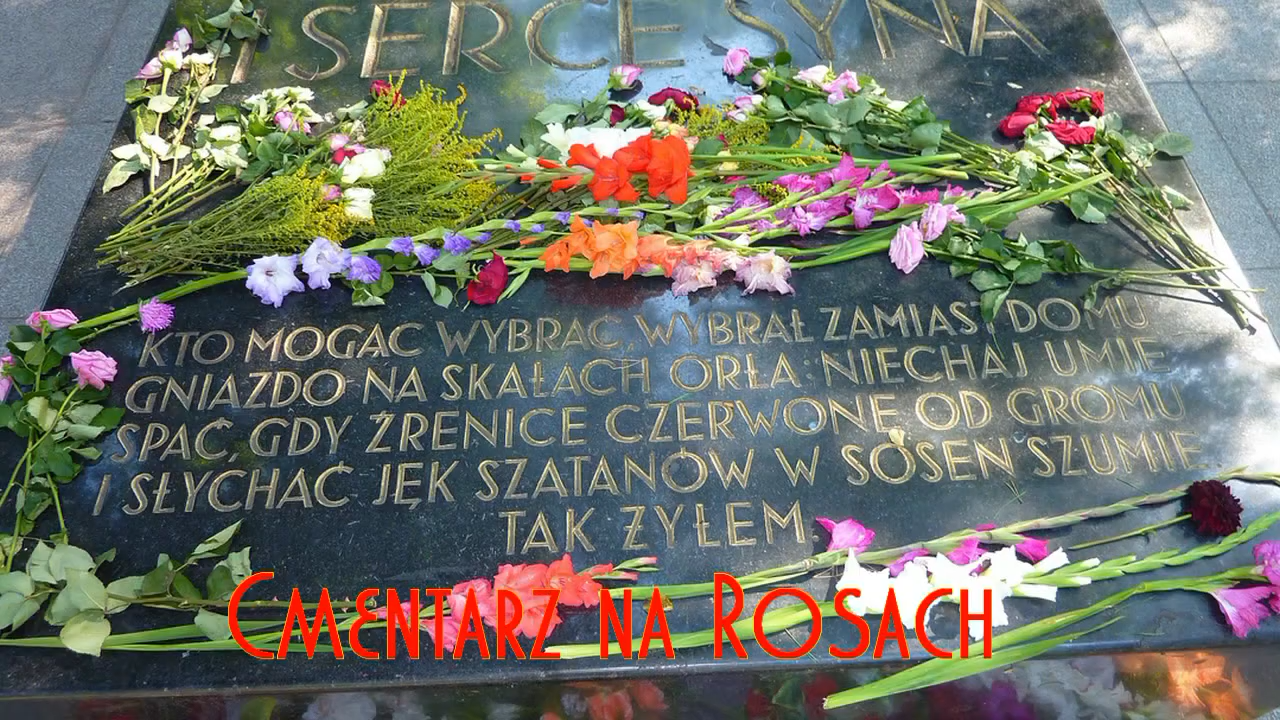 I SERCE SYNA
KTO MOGĄC WYBRAĆ, WYBRAŁ ZAMIAST DOMU
GNIAZDO NA SKAŁACH ORŁA: NIECHAJ UMIE
SPAĆ, GDY ŹRENICE CZERWONE OD GROMU
I SŁYCHAĆ JĘK SZATANÓW W SOSEN SZUMIE
TAK ŻYŁEM
Cmentarz na Rosach